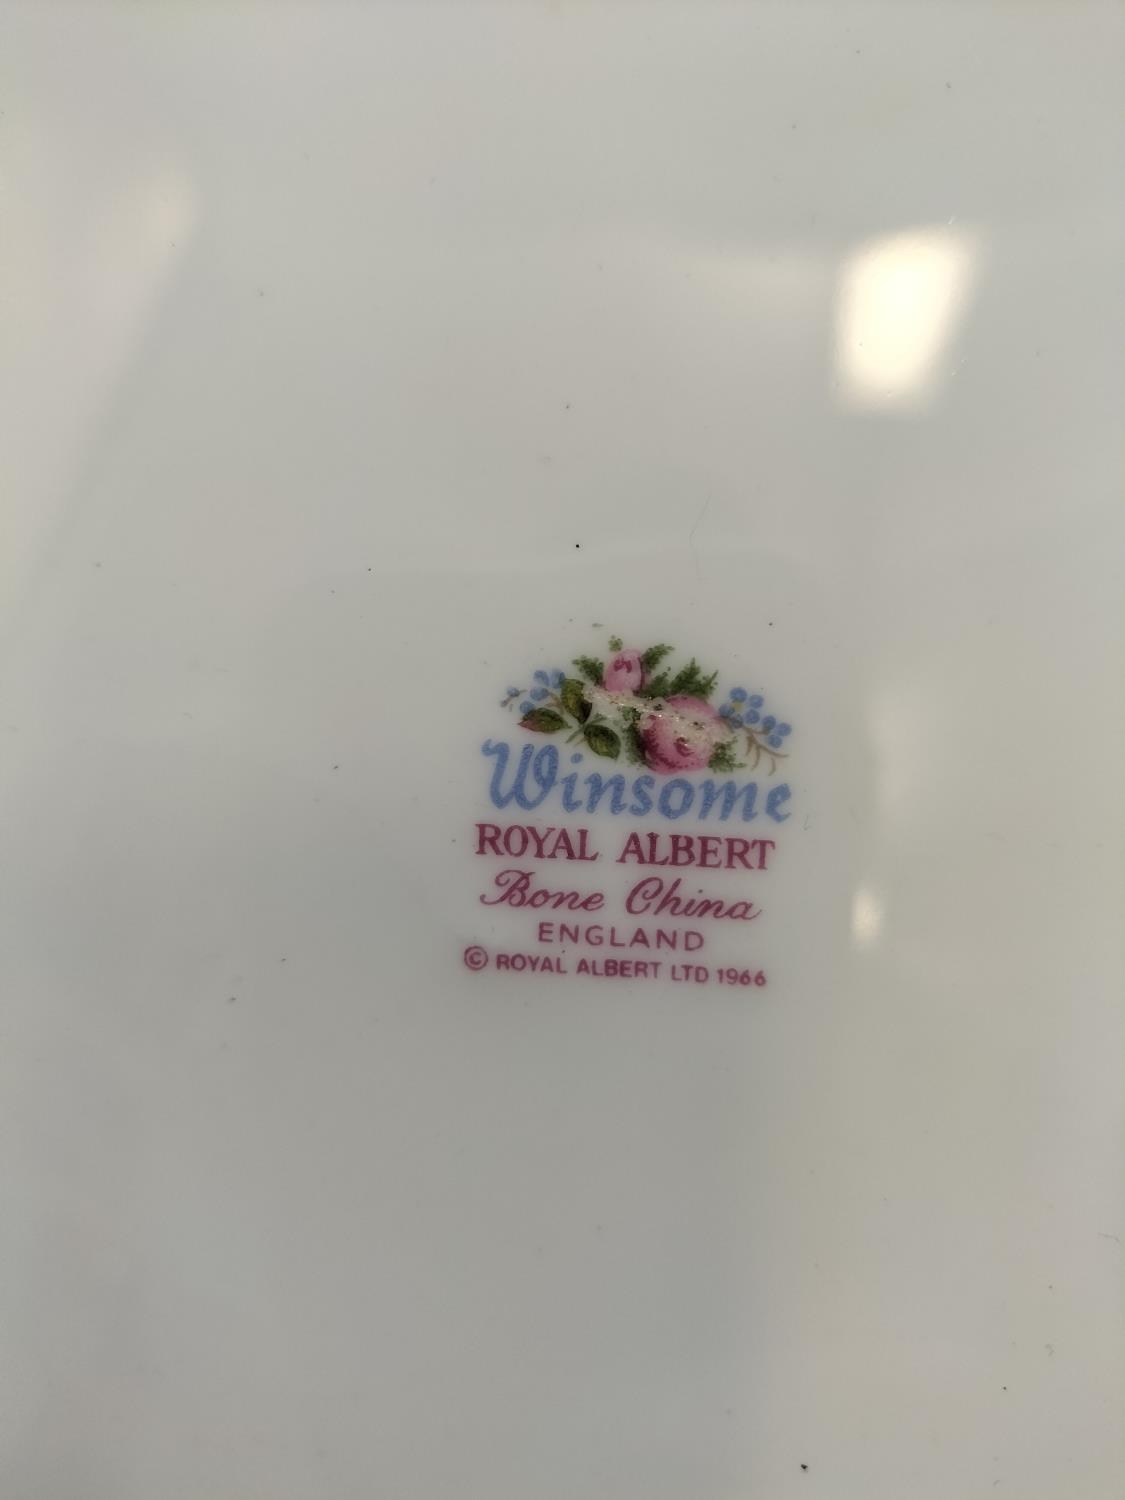 Winsome
ROYAL ALBERT
Bone China
ENGLAND
© ROYAL ALBERT LTD 1966